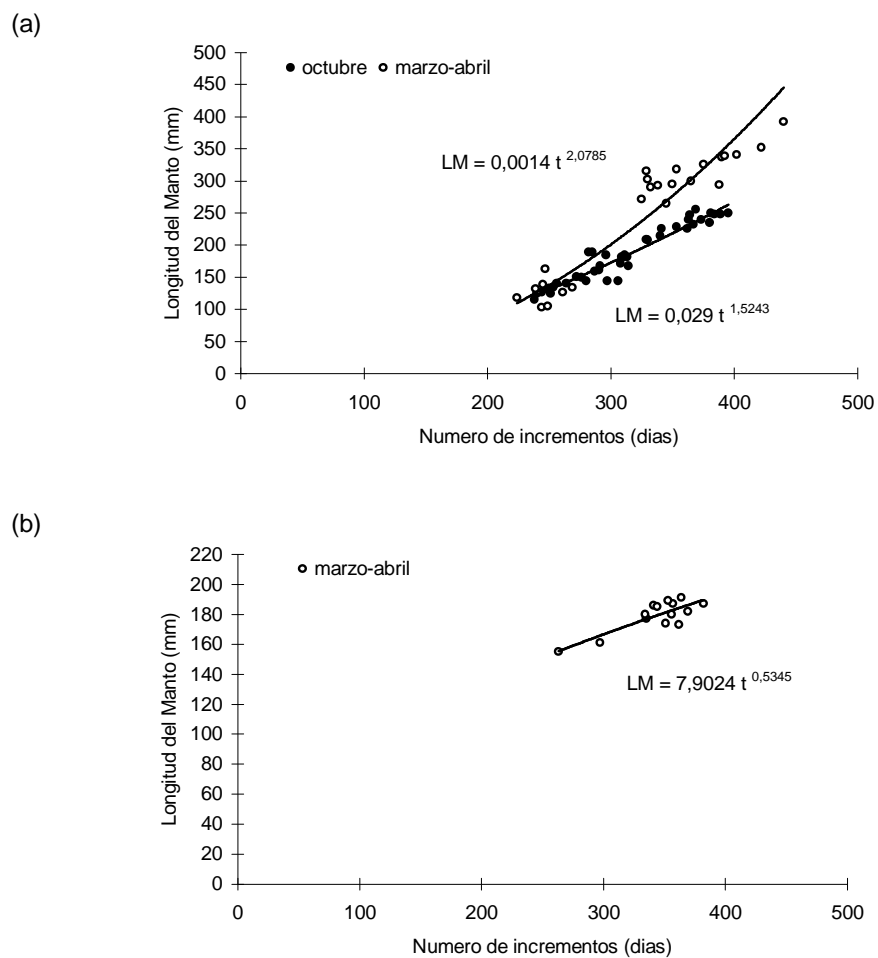 (a)
500
450
400
350
300
250
200
150
100
50
0
Longitud del Manto (mm)
octubre marzo-abril
LM = 0,0014 t 2,0785
LM = 0,029 t 1,5243
0 100 200 300 400 500
Numero de incrementos (dias)
(b)
220
200
180
160
140
120
100
80
60
40
20
0
Longitud del Manto (mm)
marzo-abril
LM = 7,9024 t 0,5345
0 100 200 300 400 500
Numero de incrementos (dias)